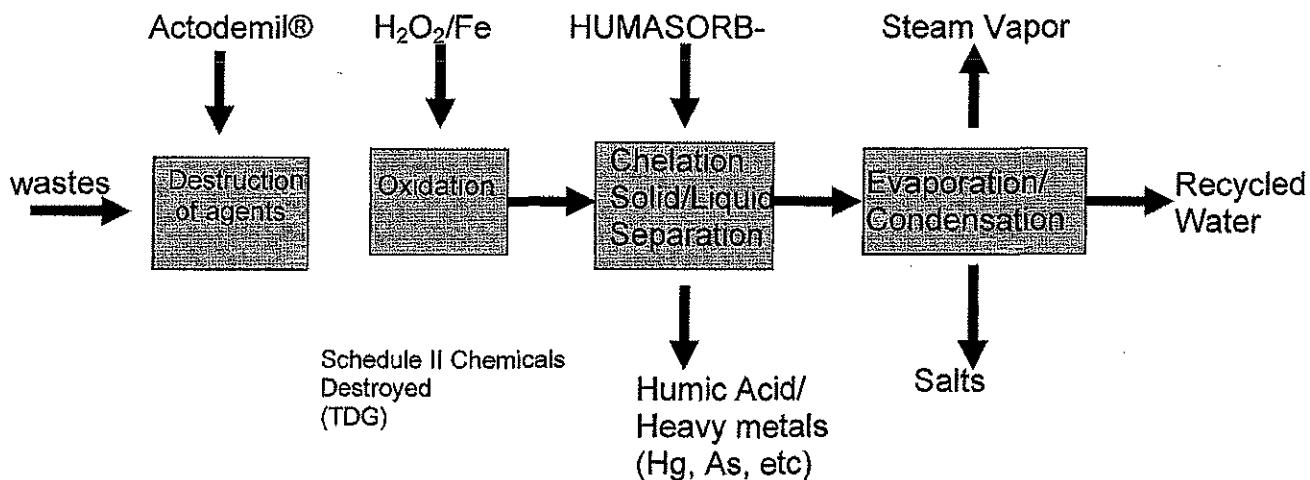 Actodemil®
H₂O₂/Fe
HUMASORB-
Steam Vapor
wastes
Destruction
of agents
Oxidation
Chelation
Solid/Liquid
Separation
Evaporation/
Condensation
Recycled
Water
Schedule II Chemicals
Destroyed
(TDG)
Humic Acid/
Heavy metals
(Hg, As, etc)
Salts